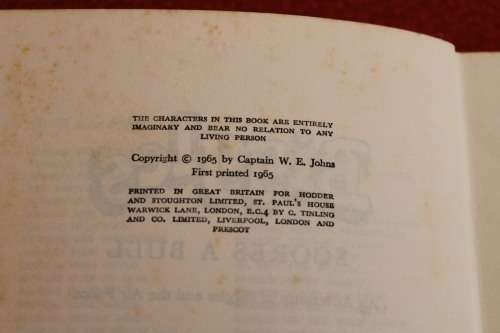 THE CHARACTERS IN THIS BOOK ARE ENTIRELY
IMAGINARY AND BEAR NO RELATION TO ANY
LIVING PERSON
Copyright © 1965 by Captain W. E. Johns
First printed 1965
PRINTED IN GREAT BRITAIN FOR HODDER
AND STOUGHTON LIMITED, ST. PAUL'S HOUSE
WARWICK LANE, LONDON, E.C.4 BY C. TINLING
AND CO. LIMITED, LIVERPOOL, LONDON AND
PRESCOT
SCORES A BULL